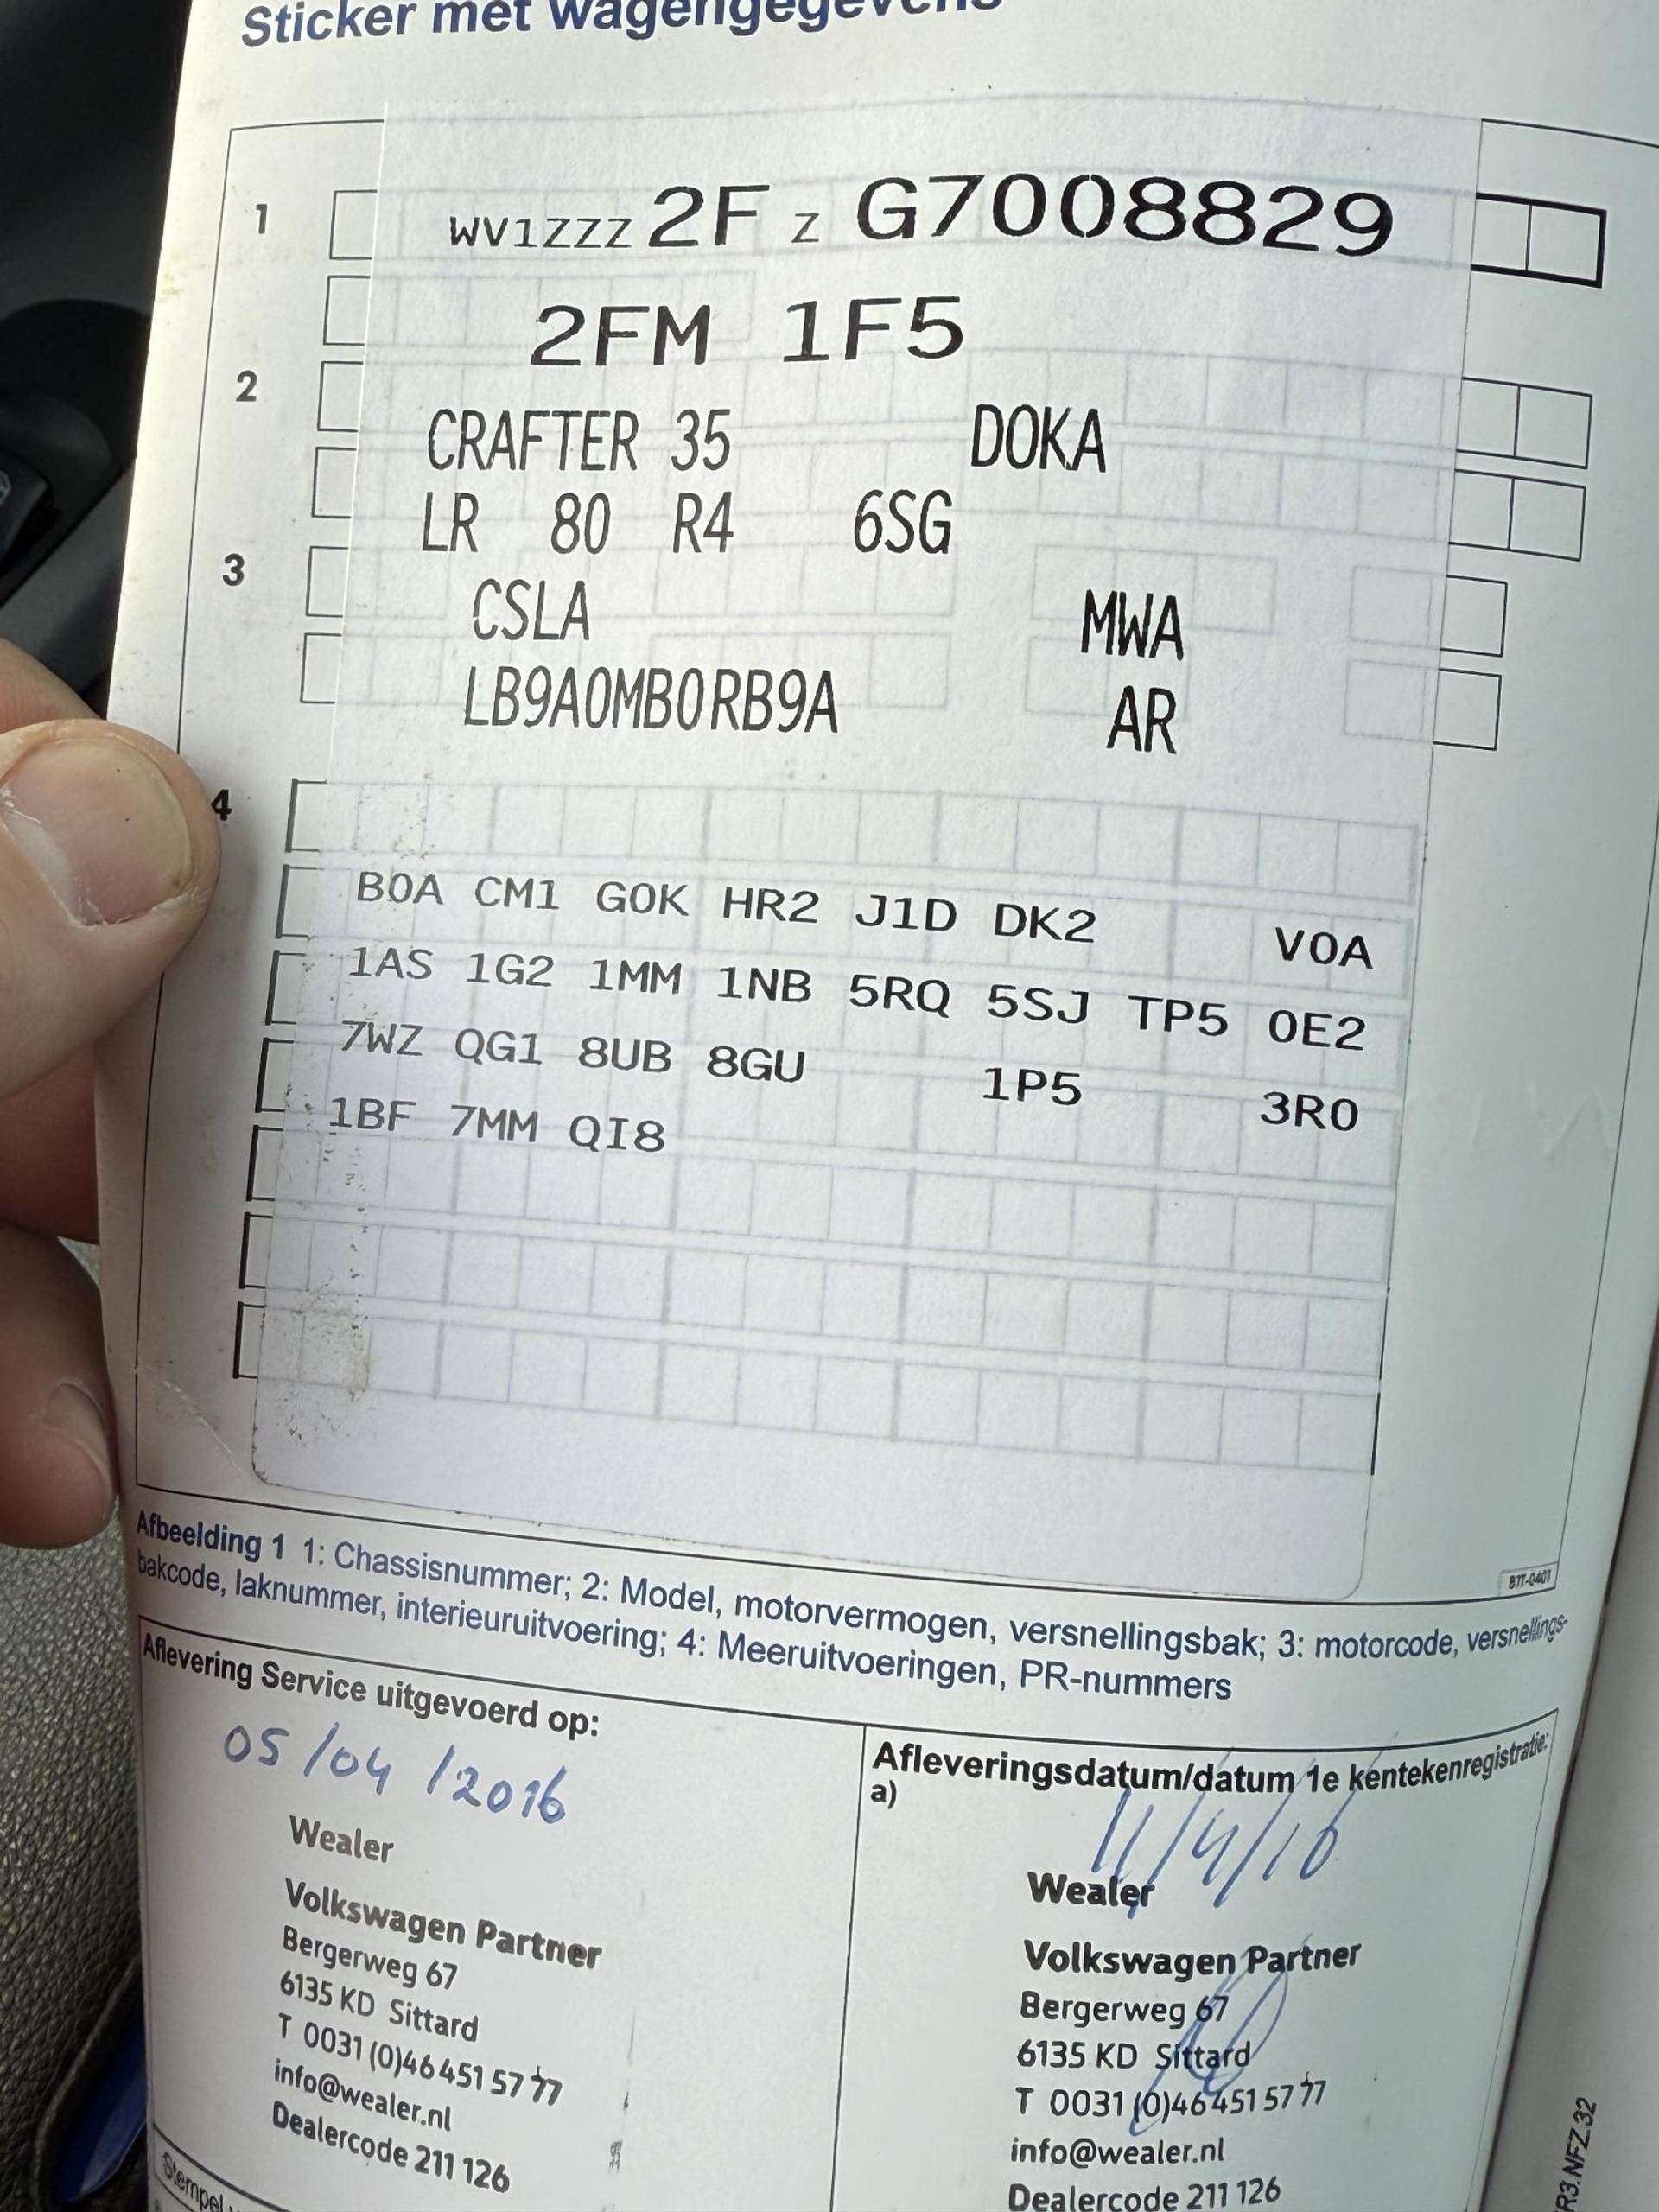 Sticker met wagengegevens
1 WV1ZZZ 2F Z G7008829
2FM 1F5
2
CRAFTER 35 DOKA
LR 80 R4 6SG
3
CSLA MWA
LB9A0MB0RB9A AR
4
B0A CM1 G0K HR2 J1D DK2 V0A
1AS 1G2 1MM 1NB 5RQ 5SJ TP5 0E2
7WZ QG1 8UB 8GU 1P5 3R0
1BF 7MM QI8
B1T-0401
Afbeelding 1 1: Chassisnummer; 2: Model, motorvermogen, versnellingsbak; 3: motorcode, versnellings-
bakcode, laknummer, interieuruitvoering; 4: Meeruitvoeringen, PR-nummers
Aflevering Service uitgevoerd op:
05/04/2016
Wealer
Volkswagen Partner
Bergerweg 67
6135 KD Sittard
T 0031 (0)46 451 57 77
info@wealer.nl
Dealercode 211 126
Stempel
Afleveringsdatum/datum 1e kentekenregistratie:
a)
11/4/16
Wealer
Volkswagen Partner
Bergerweg 67
6135 KD Sittard
T 0031 (0)46 451 57 77
info@wealer.nl
Dealercode 211 126
R3.NFZ.32